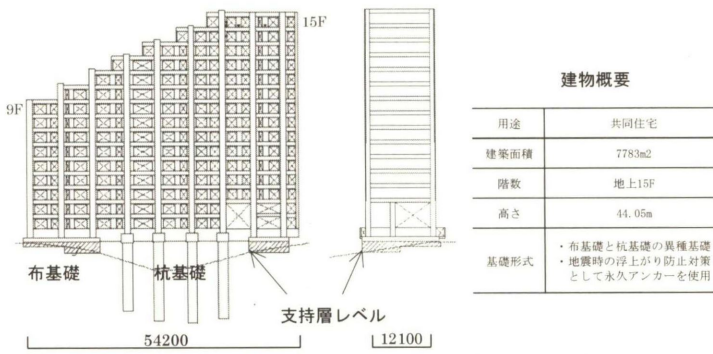 15F
9F
布基礎
杭基礎
支持層レベル
54200
12100
建物概要
用途 共同住宅
建築面積 7783m2
階数 地上15F
高さ 44.05m
基礎形式 ・布基礎と杭基礎の異種基礎
・地震時の浮上がり防止対策
として永久アンカーを使用